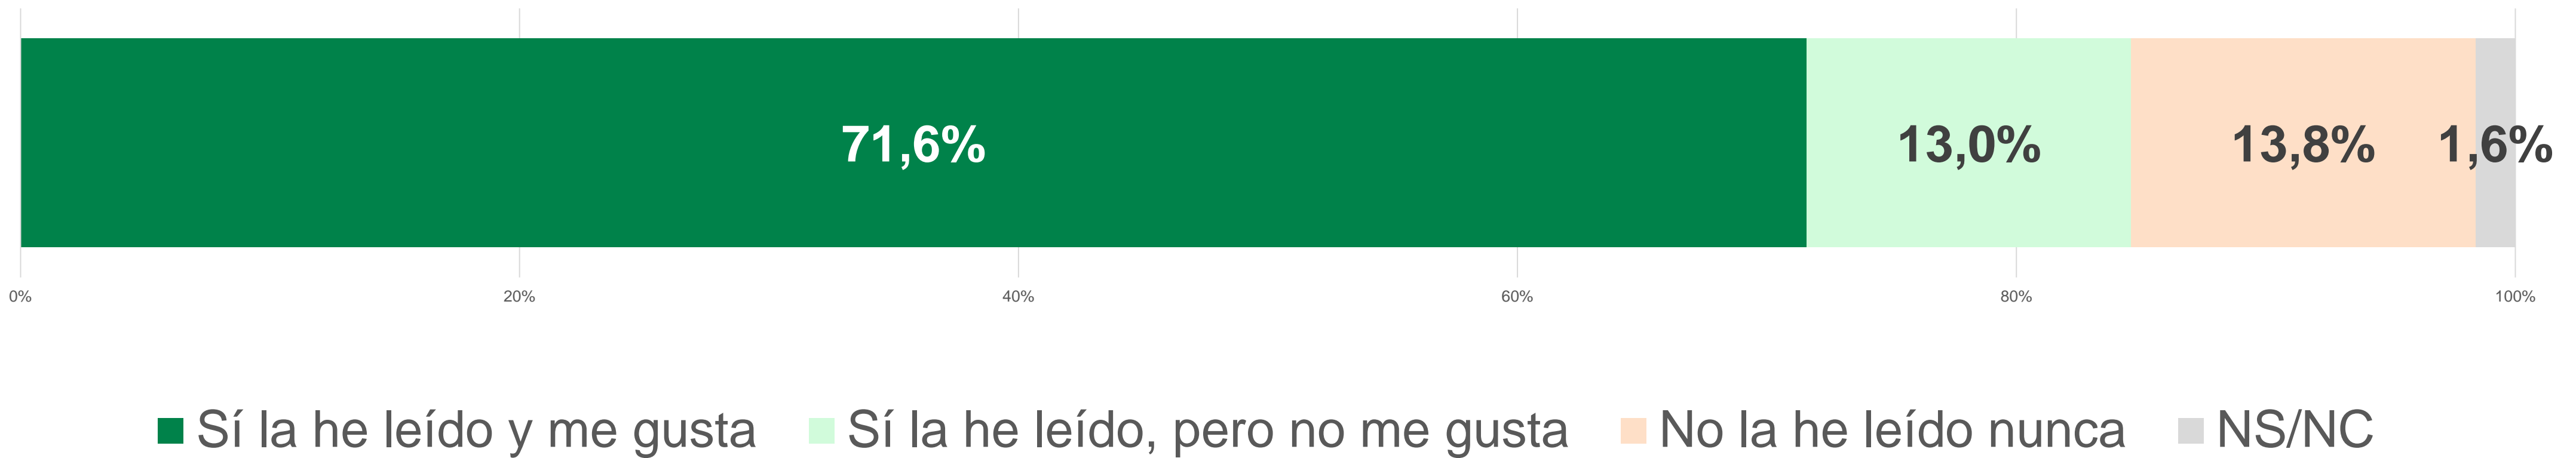 71,6% 13,0% 13,8% 1,6%
0% 20% 40% 60% 80% 100%
Sí la he leído y me gusta Sí la he leído, pero no me gusta No la he leído nunca NS/NC